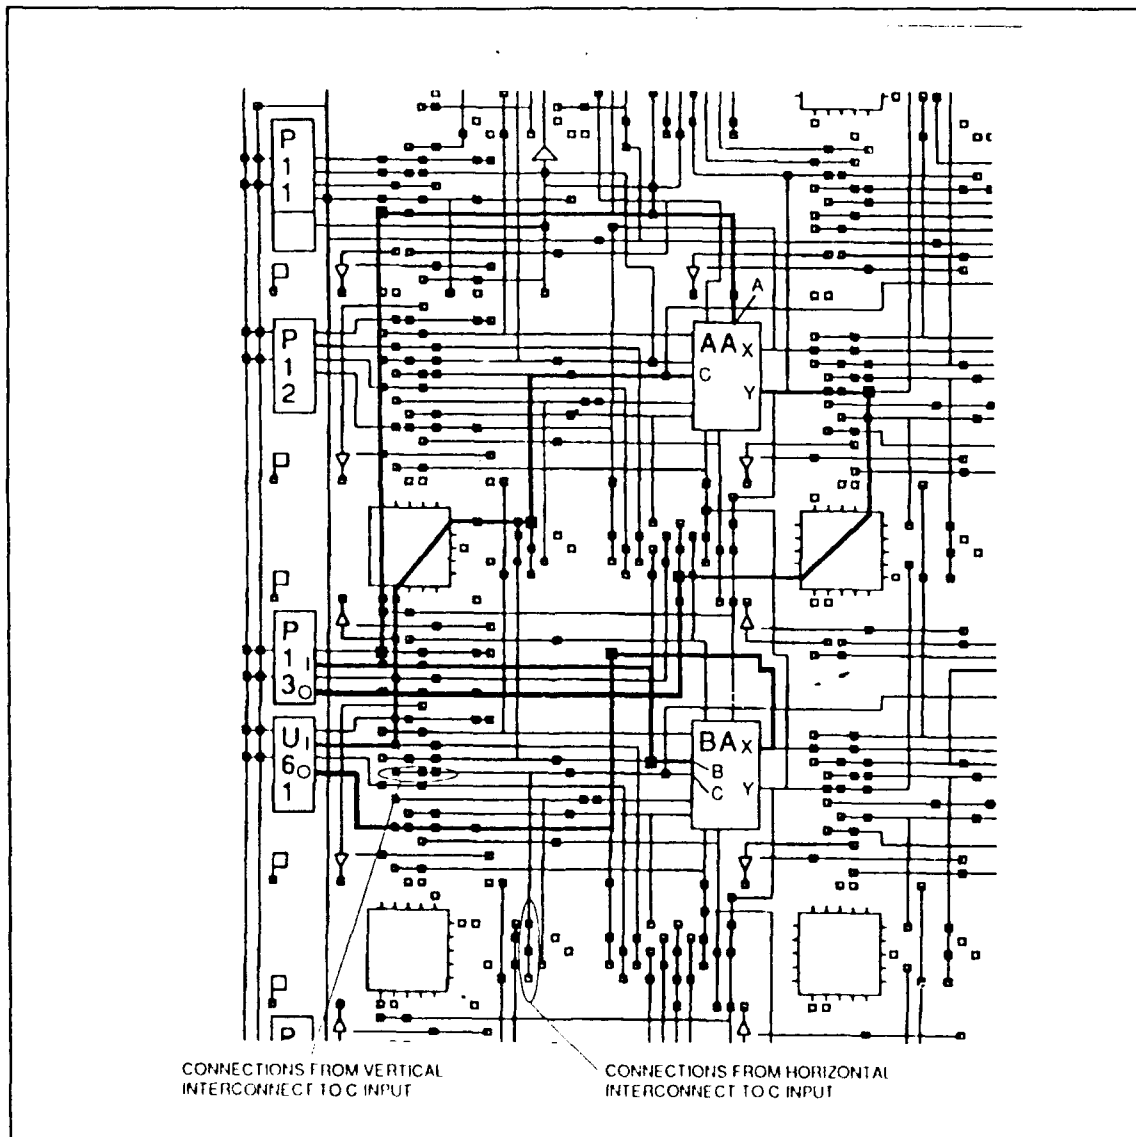 P
1
1
A
P
1
2
AA X
C
Y
P
1 I
3 O
U I
6 O
1
BA X
B
C
Y
P
CONNECTIONS FROM VERTICAL
INTERCONNECT TO C INPUT
CONNECTIONS FROM HORIZONTAL
INTERCONNECT TO C INPUT